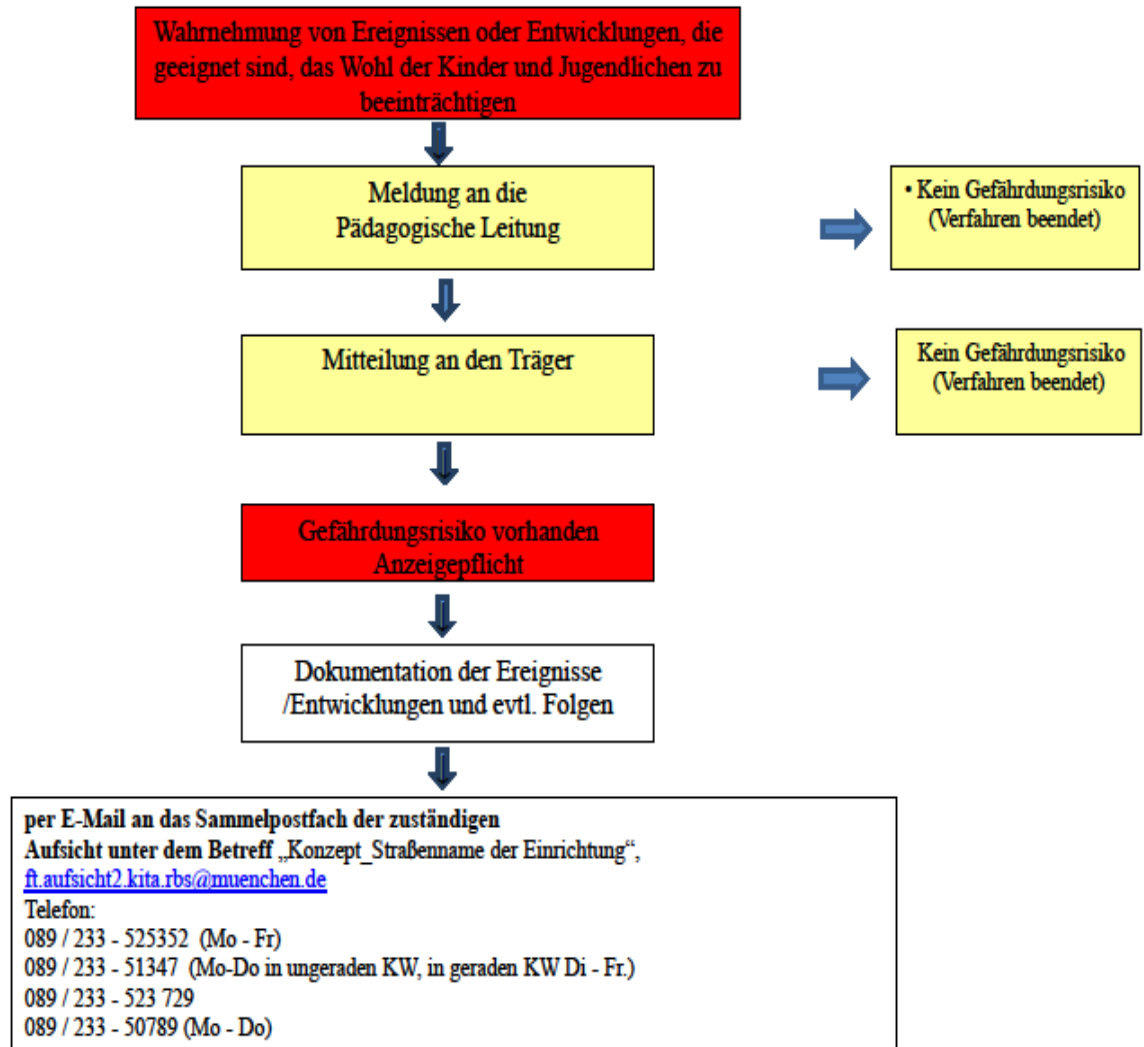 Wahrnehmung von Ereignissen oder Entwicklungen, die
geeignet sind, das Wohl der Kinder und Jugendlichen zu
beeinträchtigen
Meldung an die
Pädagogische Leitung
• Kein Gefährdungsrisiko
(Verfahren beendet)
Mitteilung an den Träger
Kein Gefährdungsrisiko
(Verfahren beendet)
Gefährdungsrisiko vorhanden
Anzeigepflicht
Dokumentation der Ereignisse
/Entwicklungen und evtl. Folgen
per E-Mail an das Sammelpostfach der zuständigen
Aufsicht unter dem Betreff „Konzept_Straßenname der Einrichtung“,
ft.aufsicht2.kita.rbs@muenchen.de
Telefon:
089 / 233 - 525352 (Mo - Fr)
089 / 233 - 51347 (Mo-Do in ungeraden KW, in geraden KW Di - Fr.)
089 / 233 - 523 729
089 / 233 - 50789 (Mo - Do)